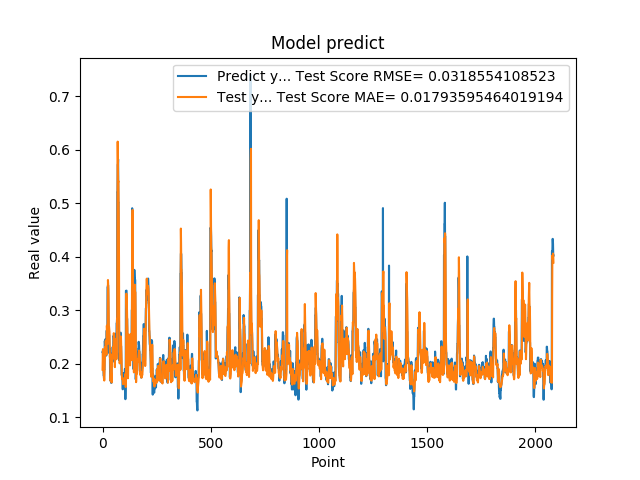 Model predict
Predict y... Test Score RMSE= 0.0318554108523
Test y... Test Score MAE= 0.01793595464019194
0.7
0.6
0.5
0.4
0.3
0.2
0.1
Real value
0 500 1000 1500 2000
Point